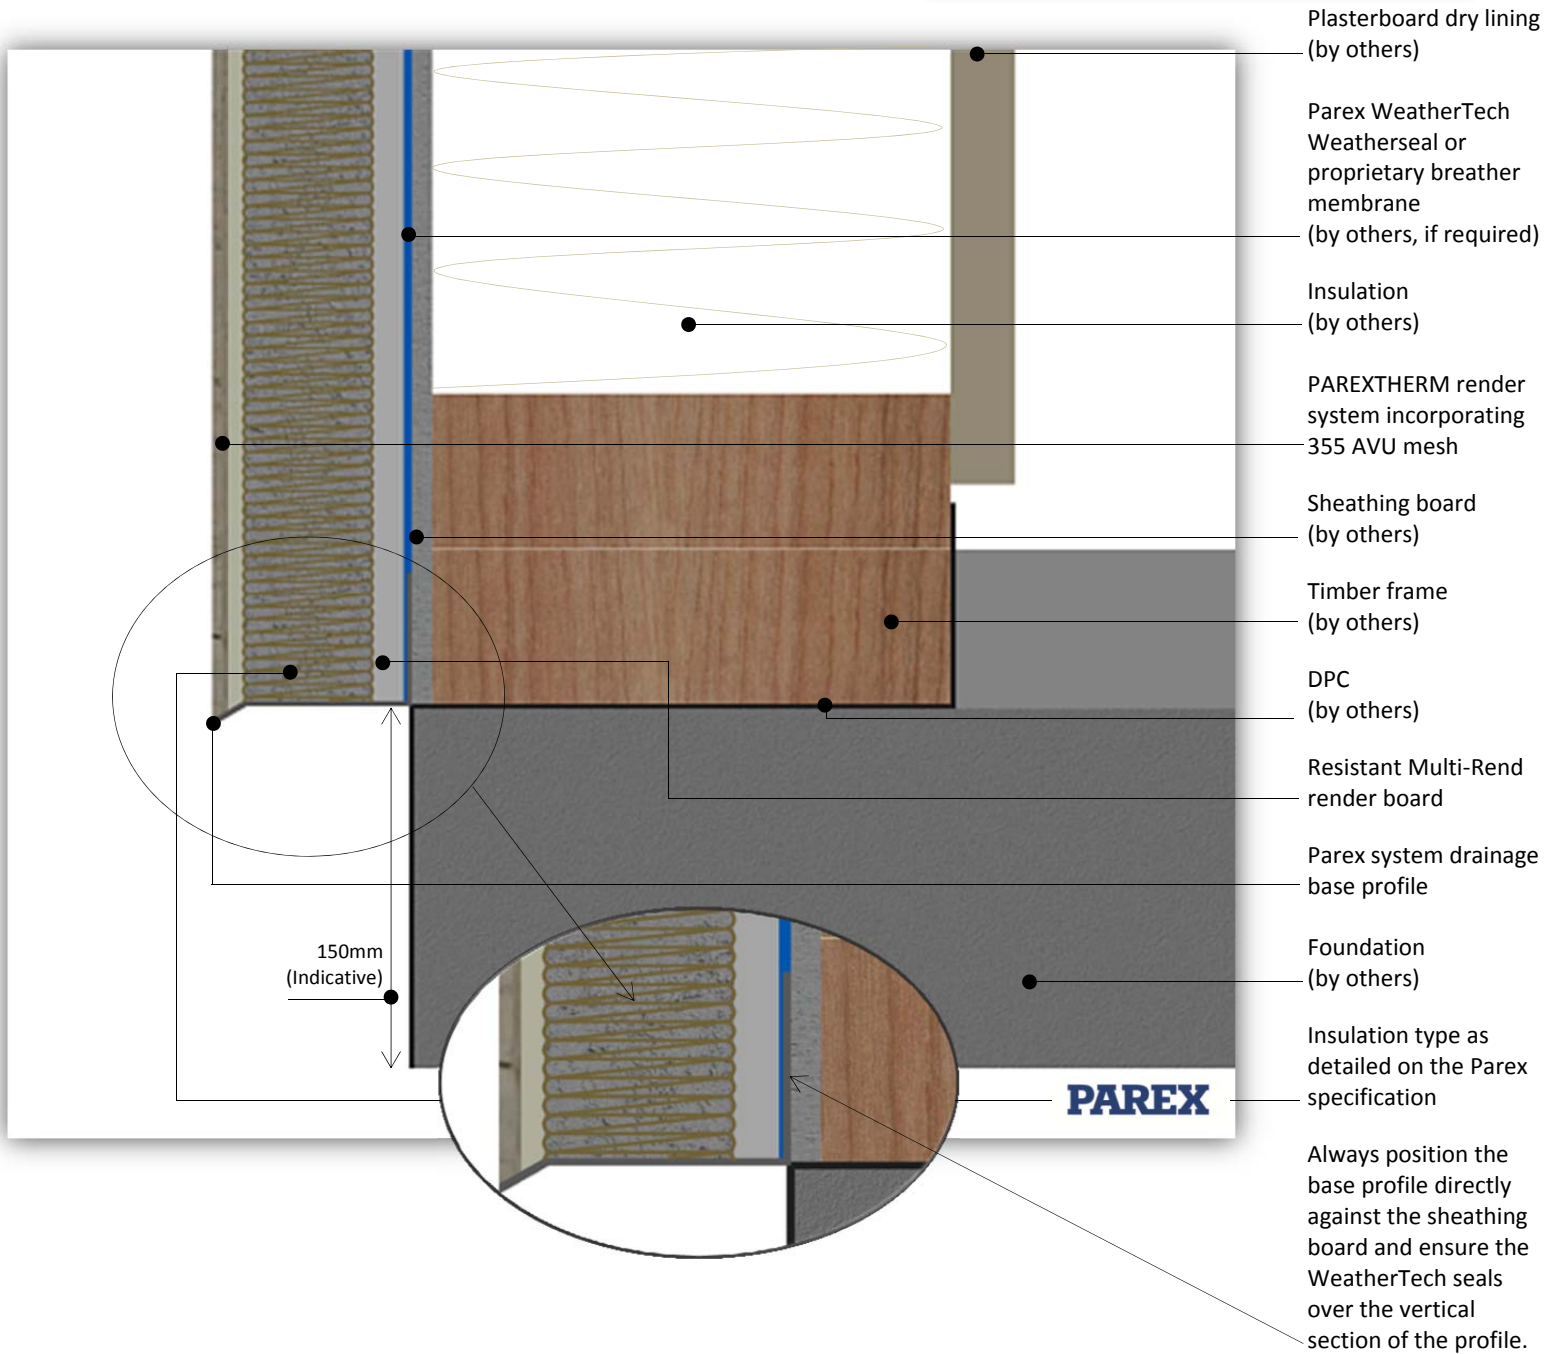 Plasterboard dry lining
(by others)
Parex WeatherTech
Weatherseal or
proprietary breather
membrane
(by others, if required)
Insulation
(by others)
PAREXTHERM render
system incorporating
355 AVU mesh
Sheathing board
(by others)
Timber frame
(by others)
DPC
(by others)
Resistant Multi-Rend
render board
Parex system drainage
base profile
150mm
(Indicative)
Foundation
(by others)
Insulation type as
detailed on the Parex
specification
PAREX
Always position the
base profile directly
against the sheathing
board and ensure the
WeatherTech seals
over the vertical
section of the profile.